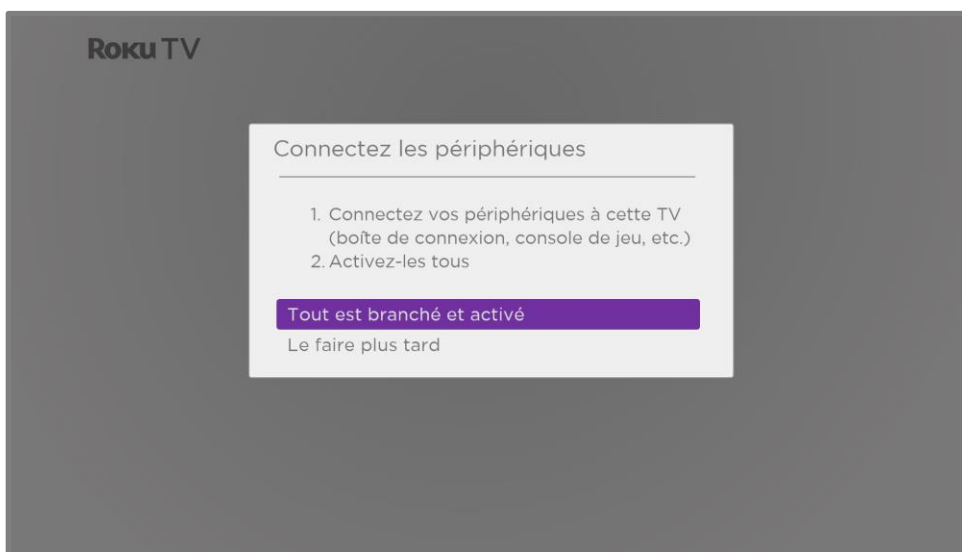 Roku TV
Connectez les périphériques
1. Connectez vos périphériques à cette TV
(boîte de connexion, console de jeu, etc.)
2. Activez-les tous
Tout est branché et activé
Le faire plus tard